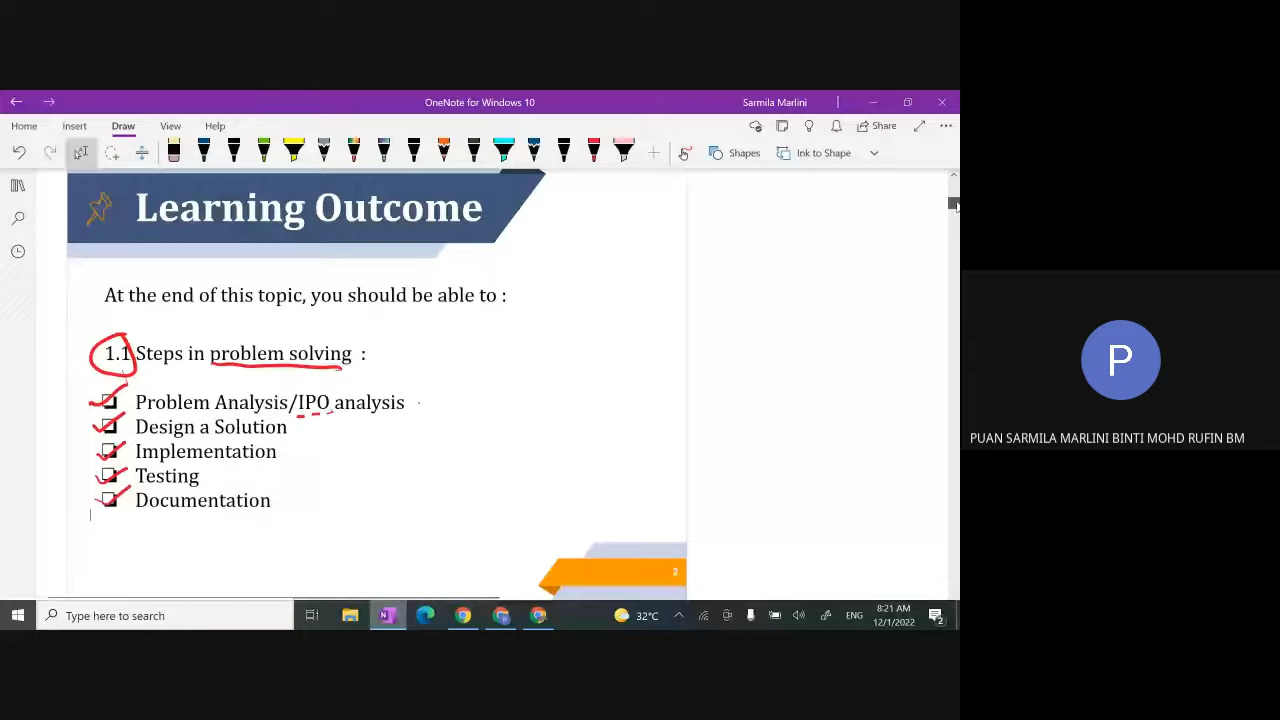 OneNote for Windows 10
Sarmila Marlini
Home Insert Draw View Help
Share
Shapes
Ink to Shape
Learning Outcome
At the end of this topic, you should be able to :
1.1 Steps in problem solving :
Problem Analysis/IPO analysis
Design a Solution
Implementation
Testing
Documentation
2
P
PUAN SARMILA MARLINI BINTI MOHD RUFIN BM
Type here to search
32°C
ENG
8:21 AM
12/1/2022
2